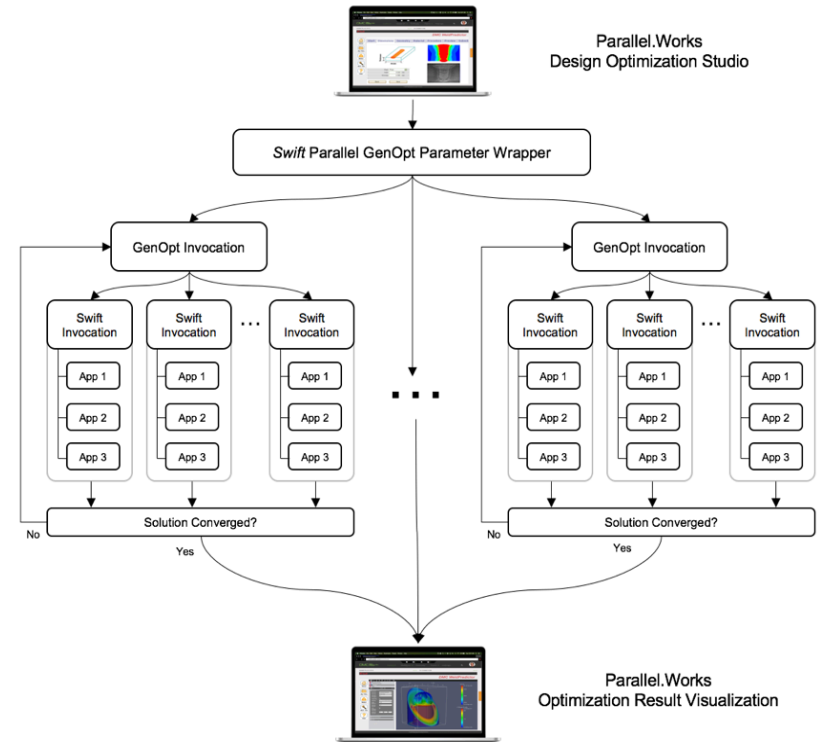 Parallel.Works
Design Optimization Studio
Swift Parallel GenOpt Parameter Wrapper
GenOpt Invocation
GenOpt Invocation
Swift
Invocation
Swift
Invocation
...
Swift
Invocation
Swift
Invocation
Swift
Invocation
...
Swift
Invocation
App 1
App 1
App 1
App 1
App 1
App 1
...
App 2
App 2
App 2
App 2
App 2
App 2
App 3
App 3
App 3
App 3
App 3
App 3
Solution Converged?
Solution Converged?
No
Yes
No
Yes
Parallel.Works
Optimization Result Visualization